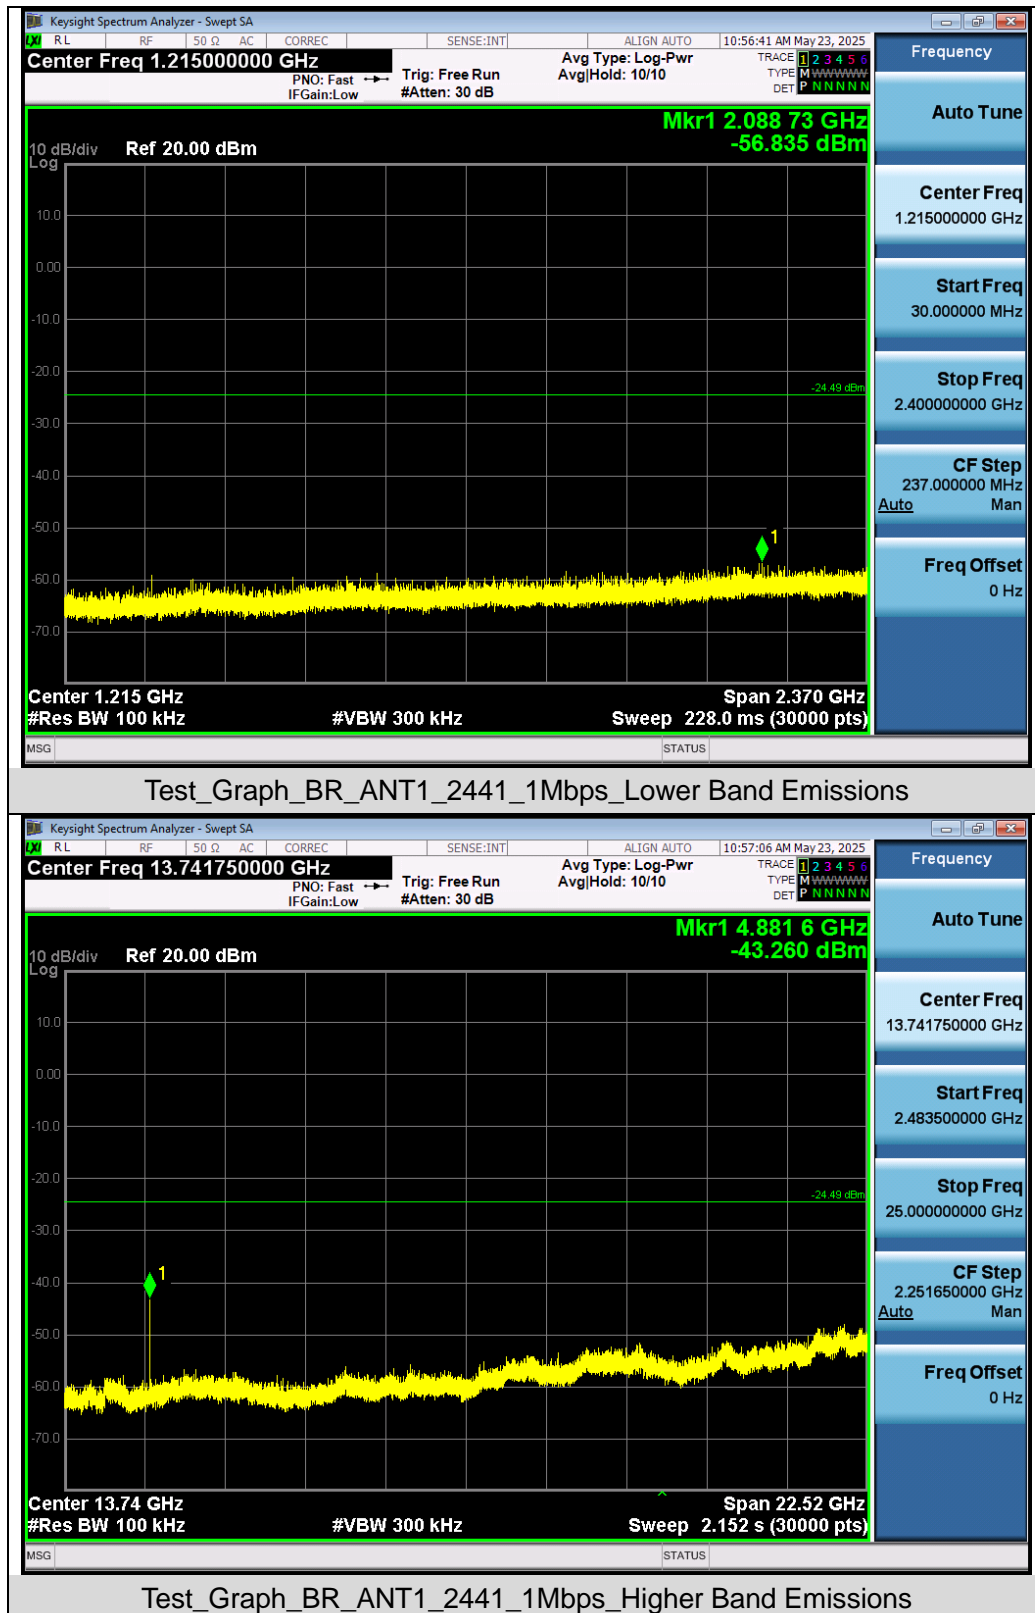 Keysight Spectrum Analyzer - Swept SA
LXI RL RF 50 Ω AC CORREC SENSE:INT ALIGN AUTO 10:56:41 AM May 23, 2025
Center Freq 1.215000000 GHz
PNO: Fast
IFGain:Low
Trig: Free Run
#Atten: 30 dB
Avg Type: Log-Pwr
Avg|Hold: 10/10
TRACE 1 2 3 4 5 6
TYPE M W W W W W
DET P N N N N N
Frequency
Mkr1 2.088 73 GHz
-56.835 dBm
10 dB/div Ref 20.00 dBm
Log
10.0
0.00
-10.0
-20.0
-24.49 dBm
-30.0
-40.0
-50.0
1
-60.0
-70.0
Center 1.215 GHz Span 2.370 GHz
#Res BW 100 kHz #VBW 300 kHz Sweep 228.0 ms (30000 pts)
MSG STATUS
Auto Tune
Center Freq
1.215000000 GHz
Start Freq
30.000000 MHz
Stop Freq
2.400000000 GHz
CF Step
237.000000 MHz
Auto Man
Freq Offset
0 Hz
Test_Graph_BR_ANT1_2441_1Mbps_Lower Band Emissions
Keysight Spectrum Analyzer - Swept SA
LXI RL RF 50 Ω AC CORREC SENSE:INT ALIGN AUTO 10:57:06 AM May 23, 2025
Center Freq 13.741750000 GHz
PNO: Fast
IFGain:Low
Trig: Free Run
#Atten: 30 dB
Avg Type: Log-Pwr
Avg|Hold: 10/10
TRACE 1 2 3 4 5 6
TYPE M W W W W W
DET P N N N N N
Frequency
Mkr1 4.881 6 GHz
-43.260 dBm
10 dB/div Ref 20.00 dBm
Log
10.0
0.00
-10.0
-20.0
-24.49 dBm
-30.0
1
-40.0
-50.0
-60.0
-70.0
Center 13.74 GHz Span 22.52 GHz
#Res BW 100 kHz #VBW 300 kHz Sweep 2.152 s (30000 pts)
MSG STATUS
Auto Tune
Center Freq
13.741750000 GHz
Start Freq
2.483500000 GHz
Stop Freq
25.000000000 GHz
CF Step
2.251650000 GHz
Auto Man
Freq Offset
0 Hz
Test_Graph_BR_ANT1_2441_1Mbps_Higher Band Emissions